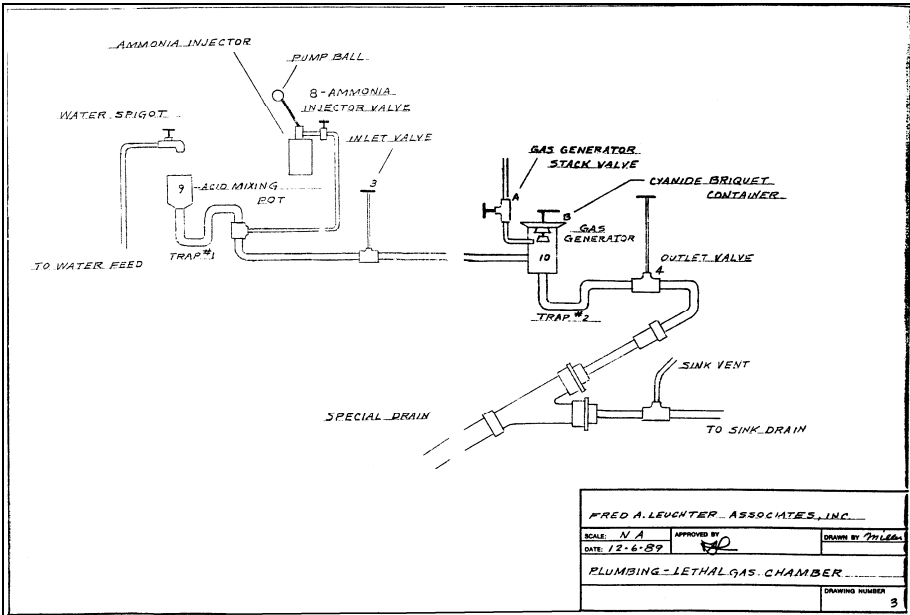 AMMONIA INJECTOR
PUMP BALL
8-AMMONIA
INJECTOR VALVE
WATER SPIGOT
INLET VALVE
3
9
ACID MIXING
POT
TRAP #1
TO WATER FEED
GAS GENERATOR
STACK VALVE
A
CYANIDE BRIQUET
CONTAINER
B
GAS
GENERATOR
10
OUTLET VALVE
4
TRAP #2
SINK VENT
SPECIAL DRAIN
TO SINK DRAIN
FRED A. LEUCHTER ASSOCIATES, INC.
SCALE: N A
APPROVED BY
DRAWN BY Miller
DATE: 12-6-89
PLUMBING - LETHAL GAS CHAMBER
DRAWING NUMBER
3